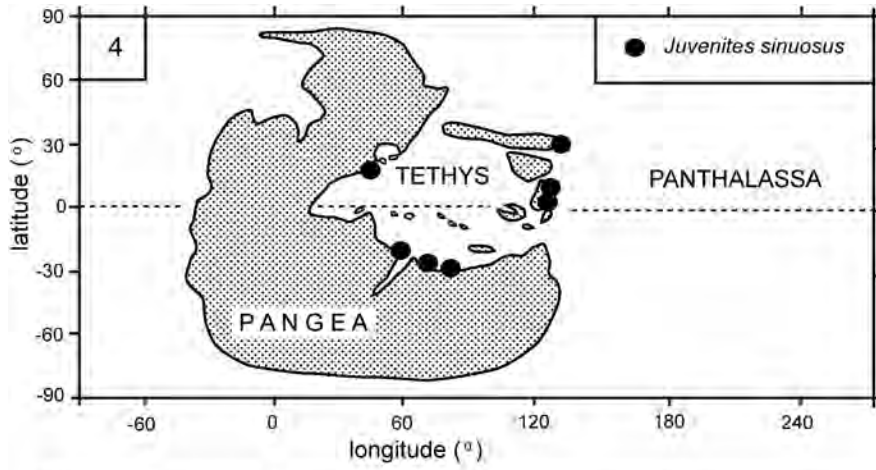 90
4
Juvenites sinuosus
60
30
TETHYS
PANTHALASSA
0
-30
PANGEA
-60
-90
-60 0 60 120 180 240
latitude (°)
longitude (°)